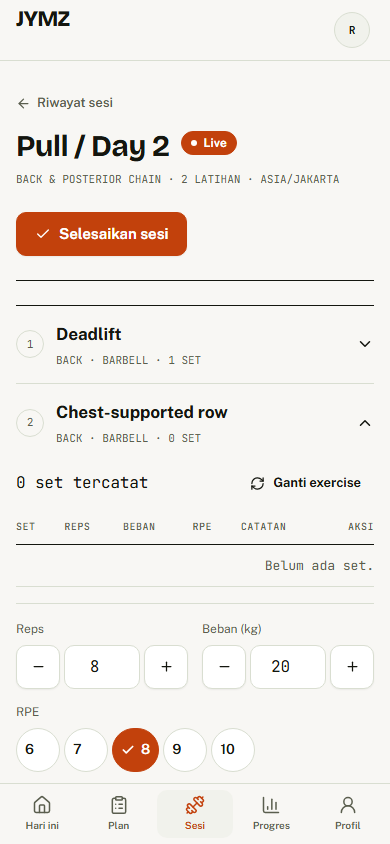 JYMZ
R
← Riwayat sesi
Pull / Day 2
Live
BACK & POSTERIOR CHAIN · 2 LATIHAN · ASIA/JAKARTA
Selesaikan sesi
1
Deadlift
BACK · BARBELL · 1 SET
2
Chest-supported row
BACK · BARBELL · 0 SET
0 set tercatat
Ganti exercise
SET REPS BEBAN RPE CATATAN AKSI
Belum ada set.
Reps Beban (kg)
− 8 + − 20 +
RPE
6 7 8 9 10
Hari ini Plan Sesi Progres Profil